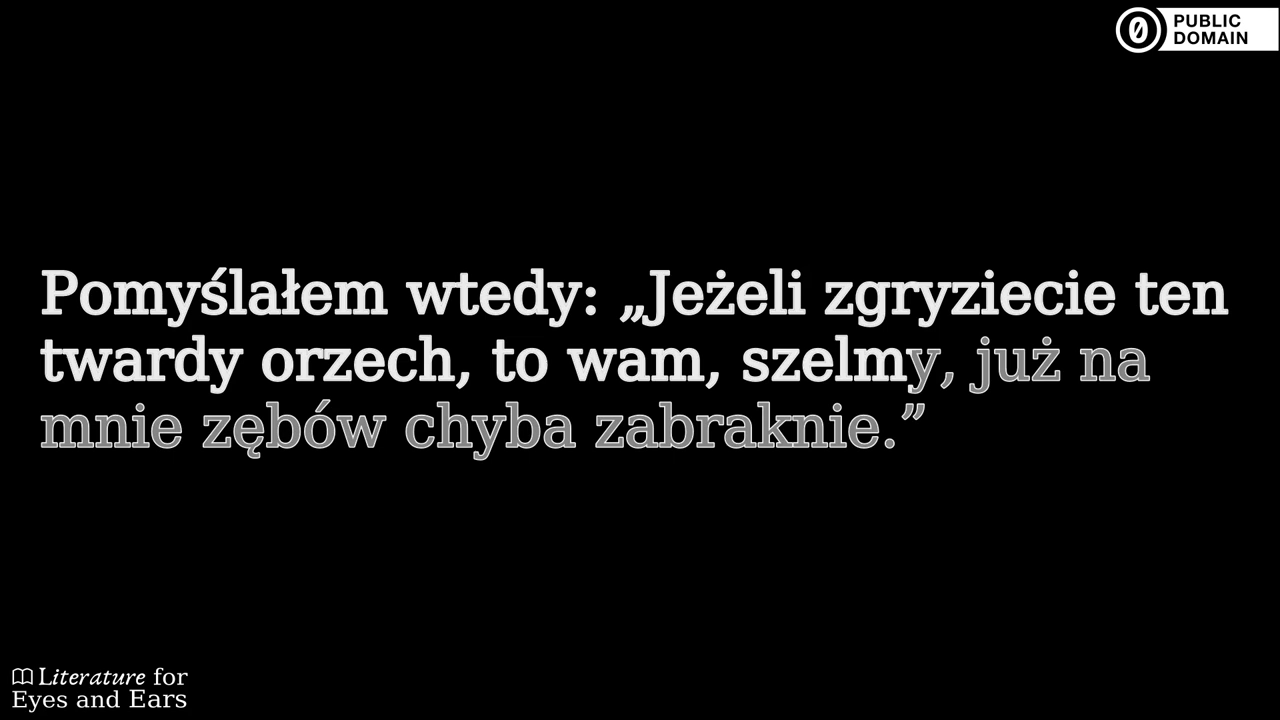 PUBLIC
DOMAIN
Pomyślałem wtedy: „Jeżeli zgryziecie ten
twardy orzech, to wam, szelmy, już na
mnie zębów chyba zabraknie.”
Literature for
Eyes and Ears